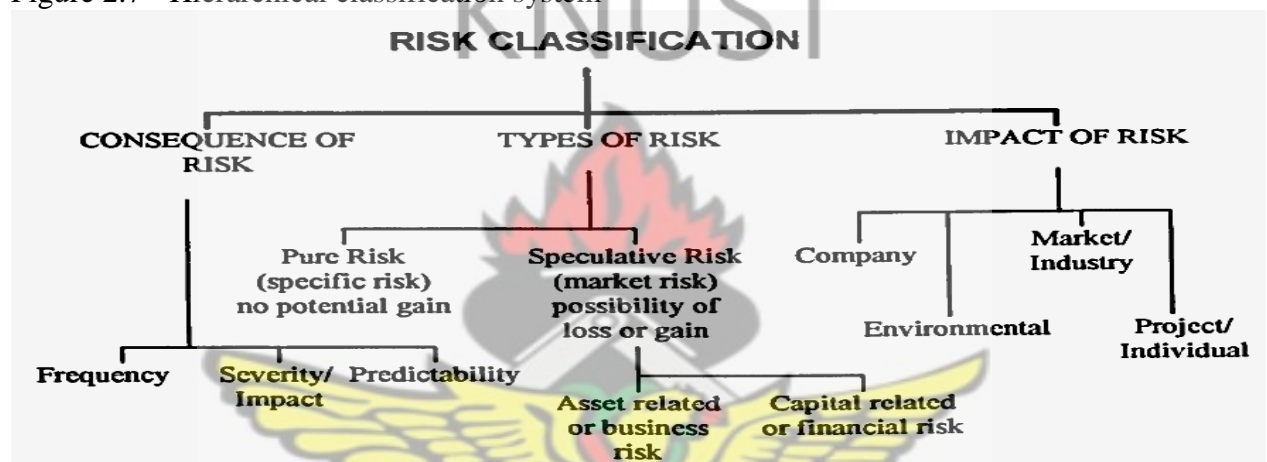 Figure 2.7 Hierarchical classification system
KNUST
RISK CLASSIFICATION
CONSEQUENCE OF
RISK
TYPES OF RISK
IMPACT OF RISK
Pure Risk
(specific risk)
no potential gain
Speculative Risk
(market risk)
possibility of
loss or gain
Company
Market/
Industry
Environmental
Project/
Individual
Frequency
Severity/
Impact
Predictability
Asset related
or business
risk
Capital related
or financial risk